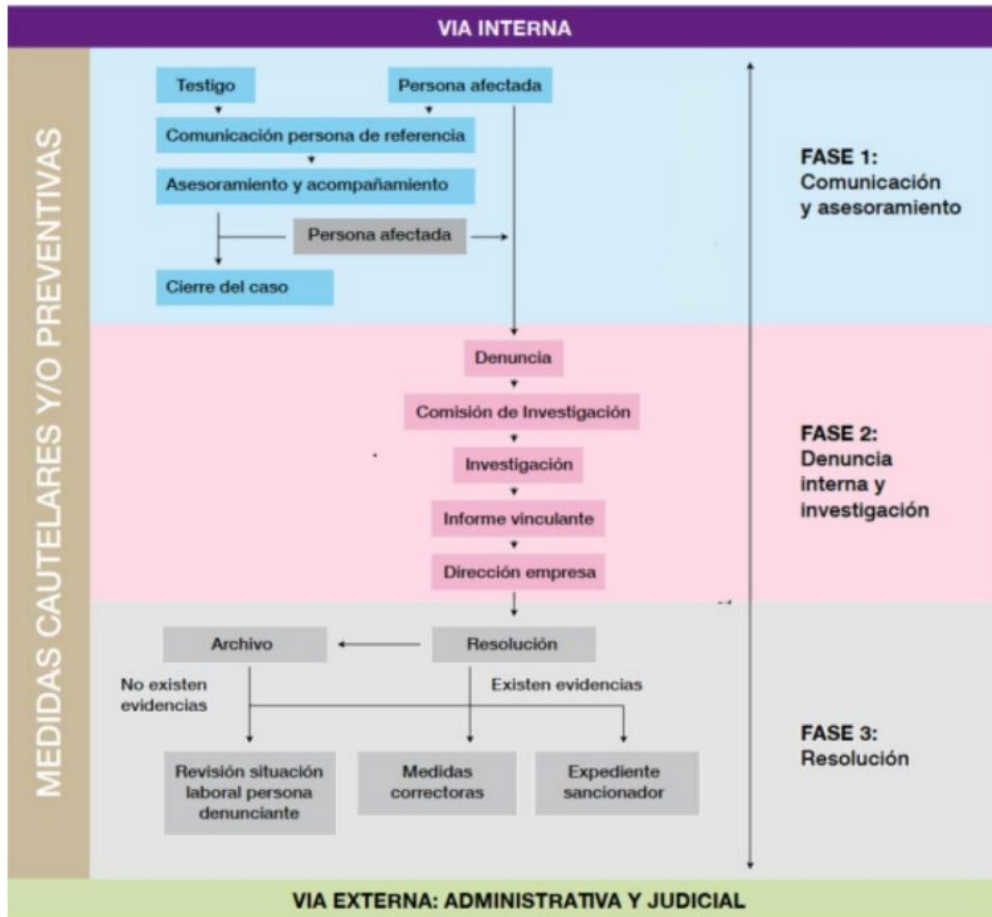 VIA INTERNA
MEDIDAS CAUTELARES Y/O PREVENTIVAS
Testigo
Persona afectada
Comunicación persona de referencia
Asesoramiento y acompañamiento
Persona afectada
Cierre del caso
FASE 1:
Comunicación
y asesoramiento
Denuncia
Comisión de Investigación
Investigación
Informe vinculante
Dirección empresa
FASE 2:
Denuncia
interna y
investigación
Archivo
Resolución
No existen
evidencias
Existen evidencias
Revisión situación
laboral persona
denunciante
Medidas
correctoras
Expediente
sancionador
FASE 3:
Resolución
VIA EXTERNA: ADMINISTRATIVA Y JUDICIAL